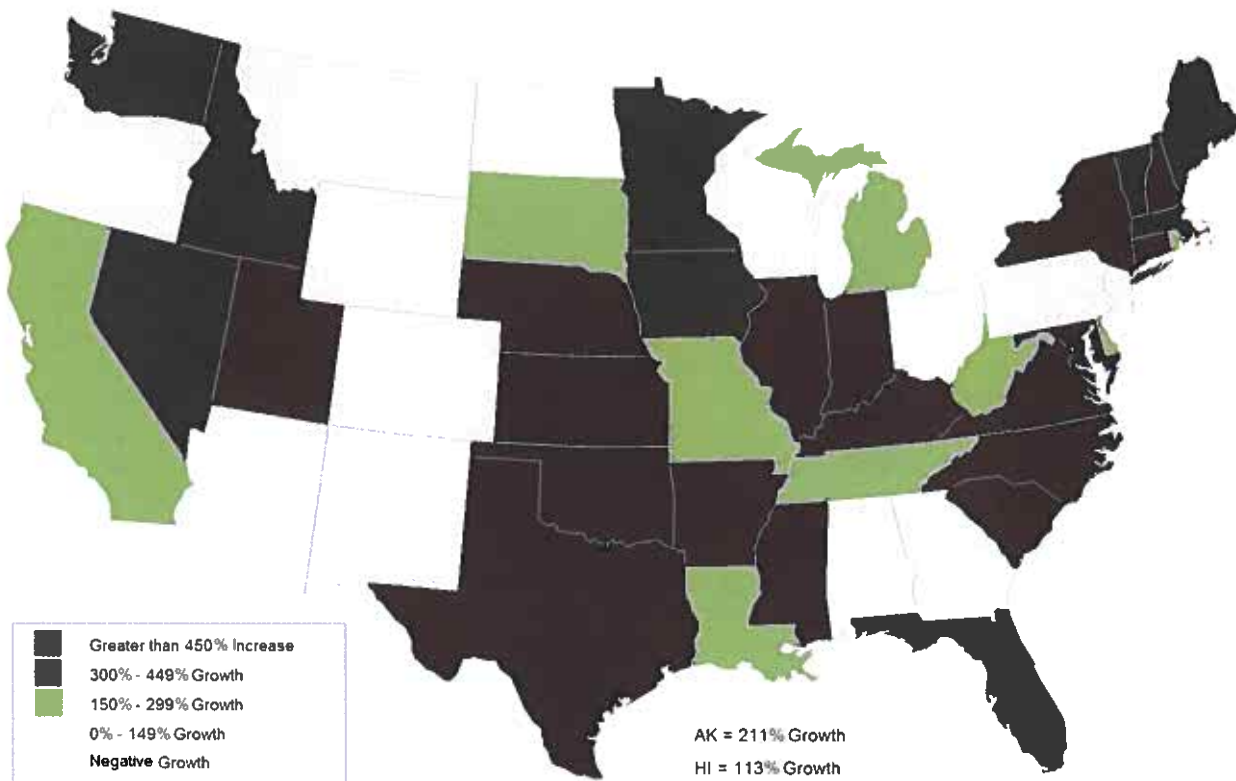 Greater than 450% Increase
300% - 449% Growth
150% - 299% Growth
0% - 149% Growth
Negative Growth
AK = 211% Growth
HI = 113% Growth